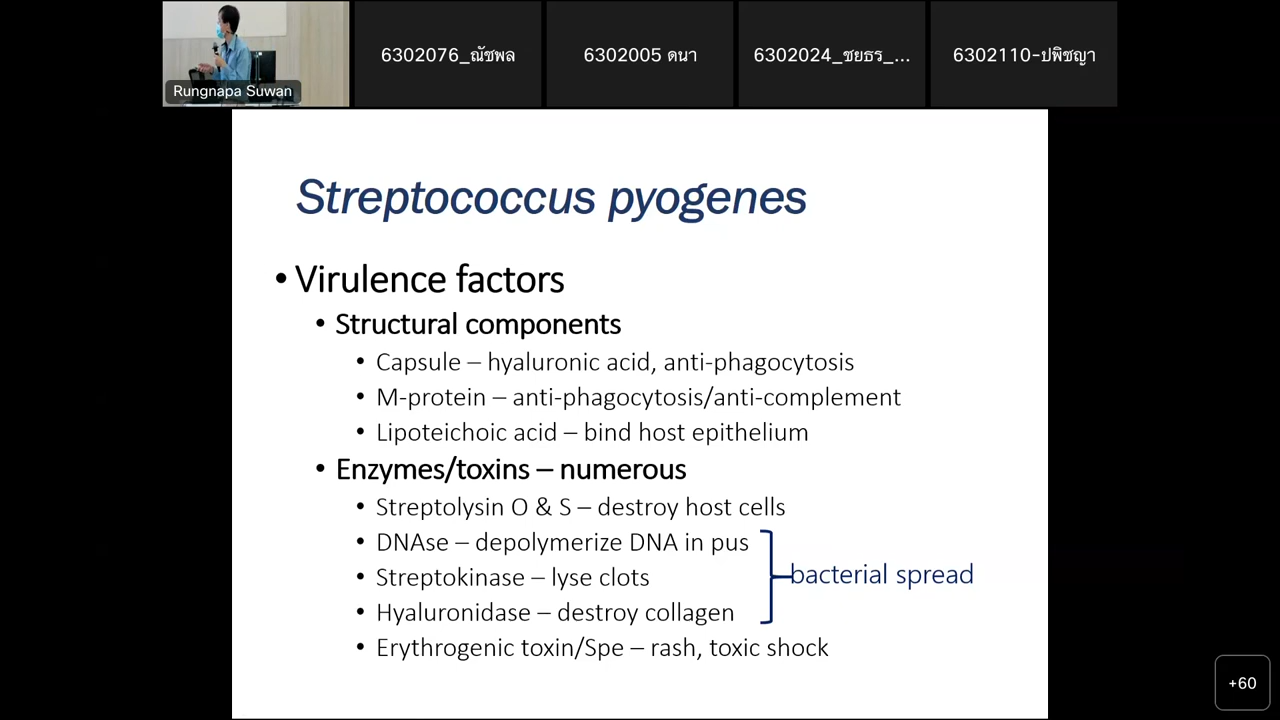 Rungnapa Suwan
6302076_ณัชพล
6302005 ดนา
6302024_ชยธร_...
6302110-ปพิชญา
Streptococcus pyogenes
• Virulence factors
• Structural components
• Capsule – hyaluronic acid, anti-phagocytosis
• M-protein – anti-phagocytosis/anti-complement
• Lipoteichoic acid – bind host epithelium
• Enzymes/toxins – numerous
• Streptolysin O & S – destroy host cells
• DNAse – depolymerize DNA in pus
• Streptokinase – lyse clots
bacterial spread
• Hyaluronidase – destroy collagen
• Erythrogenic toxin/Spe – rash, toxic shock
+60